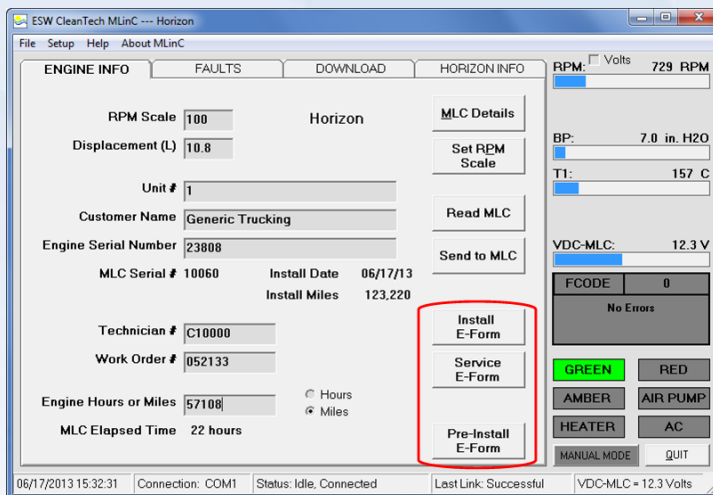 ESW CleanTech MLinC --- Horizon
File Setup Help About MLinC
ENGINE INFO FAULTS DOWNLOAD HORIZON INFO
RPM Scale 100
Horizon
Displacement (L) 10.8
Unit # 1
Customer Name Generic Trucking
Engine Serial Number 23808
MLC Serial # 10060 Install Date 06/17/13
Install Miles 123,220
Technician # C10000
Work Order # 052133
Engine Hours or Miles 57108
Hours
Miles
MLC Elapsed Time 22 hours
MLC Details
Set RPM
Scale
Read MLC
Send to MLC
Install
E-Form
Service
E-Form
Pre-Install
E-Form
RPM: Volts 729 RPM
BP: 7.0 in. H2O
T1: 157 C
VDC-MLC: 12.3 V
FCODE 0
No Errors
GREEN RED
AMBER AIR PUMP
HEATER AC
MANUAL MODE QUIT
06/17/2013 15:32:31 Connection: COM1 Status: Idle, Connected Last Link: Successful VDC-MLC = 12.3 Volts